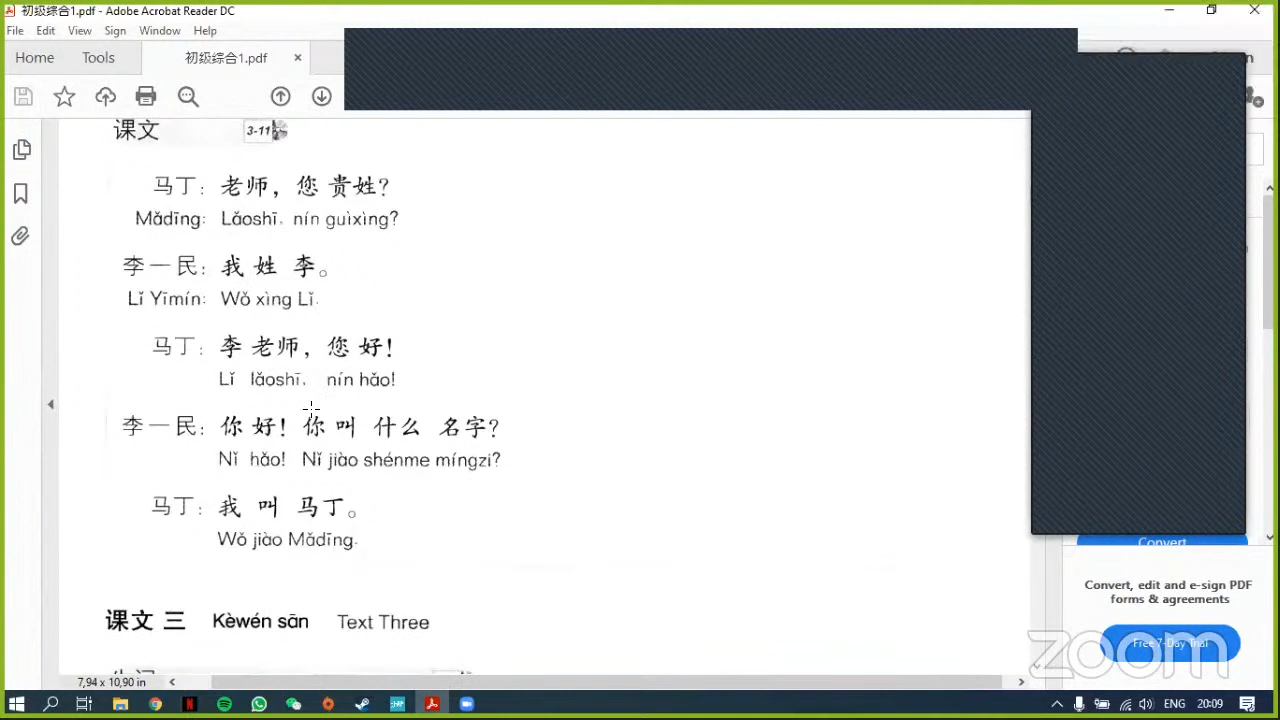 初级综合1.pdf - Adobe Acrobat Reader DC
File Edit View Sign Window Help
Home Tools 初级综合1.pdf ×
课文 3-11
马丁: 老师, 您 贵姓?
Mǎdīng: Lǎoshī, nín guìxìng?
李一民: 我 姓 李。
Lǐ Yīmín: Wǒ xìng Lǐ.
马丁: 李 老师, 您 好!
Lǐ lǎoshī, nín hǎo!
李一民: 你 好! 你 叫 什么 名字?
Nǐ hǎo! Nǐ jiào shénme míngzi?
马丁: 我 叫 马丁。
Wǒ jiào Mǎdīng.
课文 三 Kèwén sān Text Three
7,94 x 10,90 in
Convert
Convert, edit and e-sign PDF
forms & agreements
Free 7-Day Trial
zoom
ENG 20:09